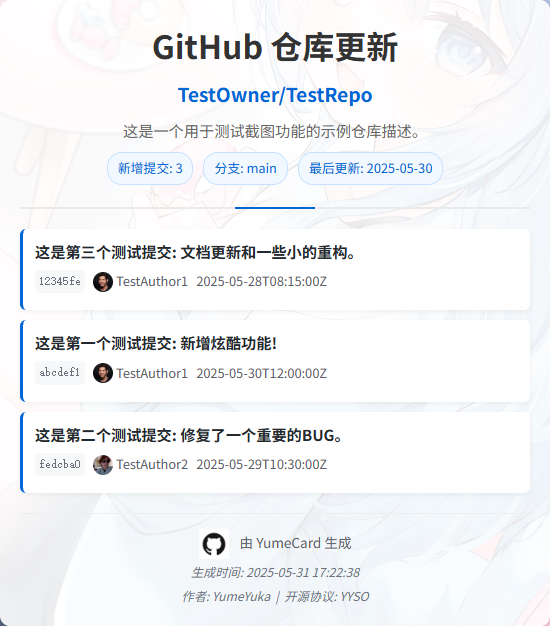 GitHub 仓库更新
TestOwner/TestRepo
这是一个用于测试截图功能的示例仓库描述。
新增提交: 3 分支: main 最后更新: 2025-05-30
这是第三个测试提交: 文档更新和一些小的重构。
12345fe TestAuthor1 2025-05-28T08:15:00Z
这是第一个测试提交: 新增炫酷功能!
abcdef1 TestAuthor1 2025-05-30T12:00:00Z
这是第二个测试提交: 修复了一个重要的BUG。
fedcba0 TestAuthor2 2025-05-29T10:30:00Z
由 YumeCard 生成
生成时间: 2025-05-31 17:22:38
作者: YumeYuka | 开源协议: YYSO